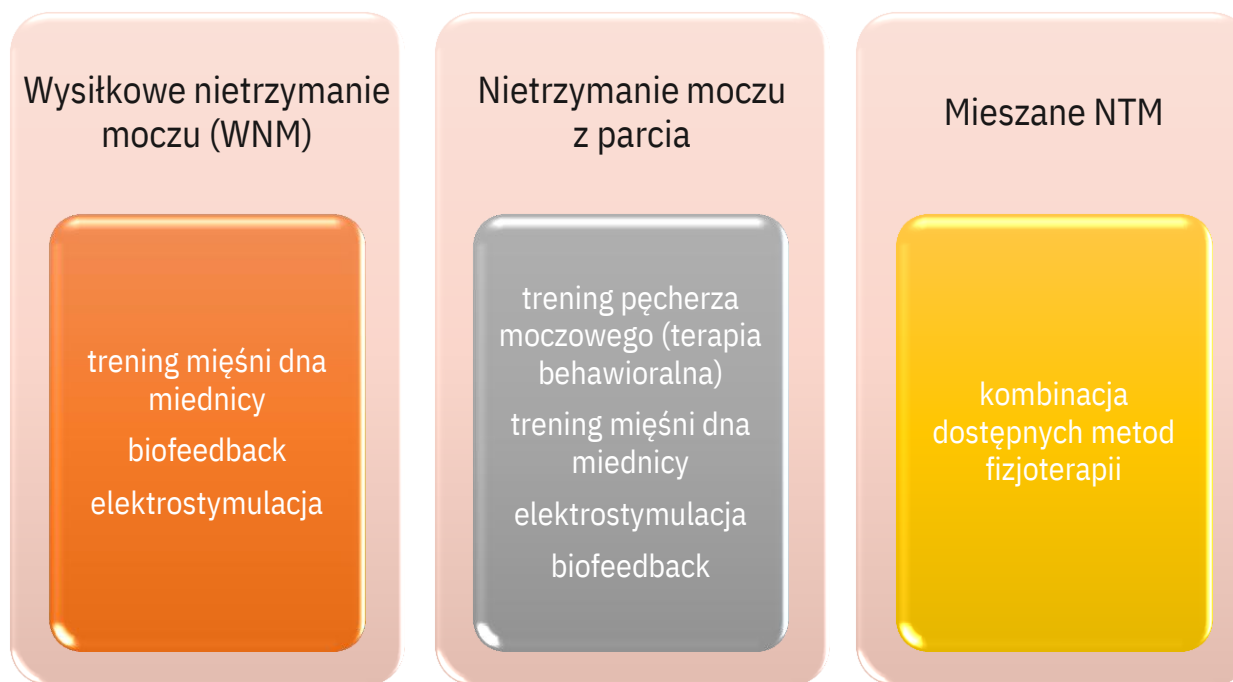 Wysiłkowe nietrzymanie
moczu (WNM)
trening mięśni dna
miednicy
biofeedback
elektrostymulacja
Nietrzymanie moczu
z parcia
trening pęcherza
moczowego (terapia
behawioralna)
trening mięśni dna
miednicy
elektrostymulacja
biofeedback
Mieszane NTM
kombinacja
dostępnych metod
fizjoterapii